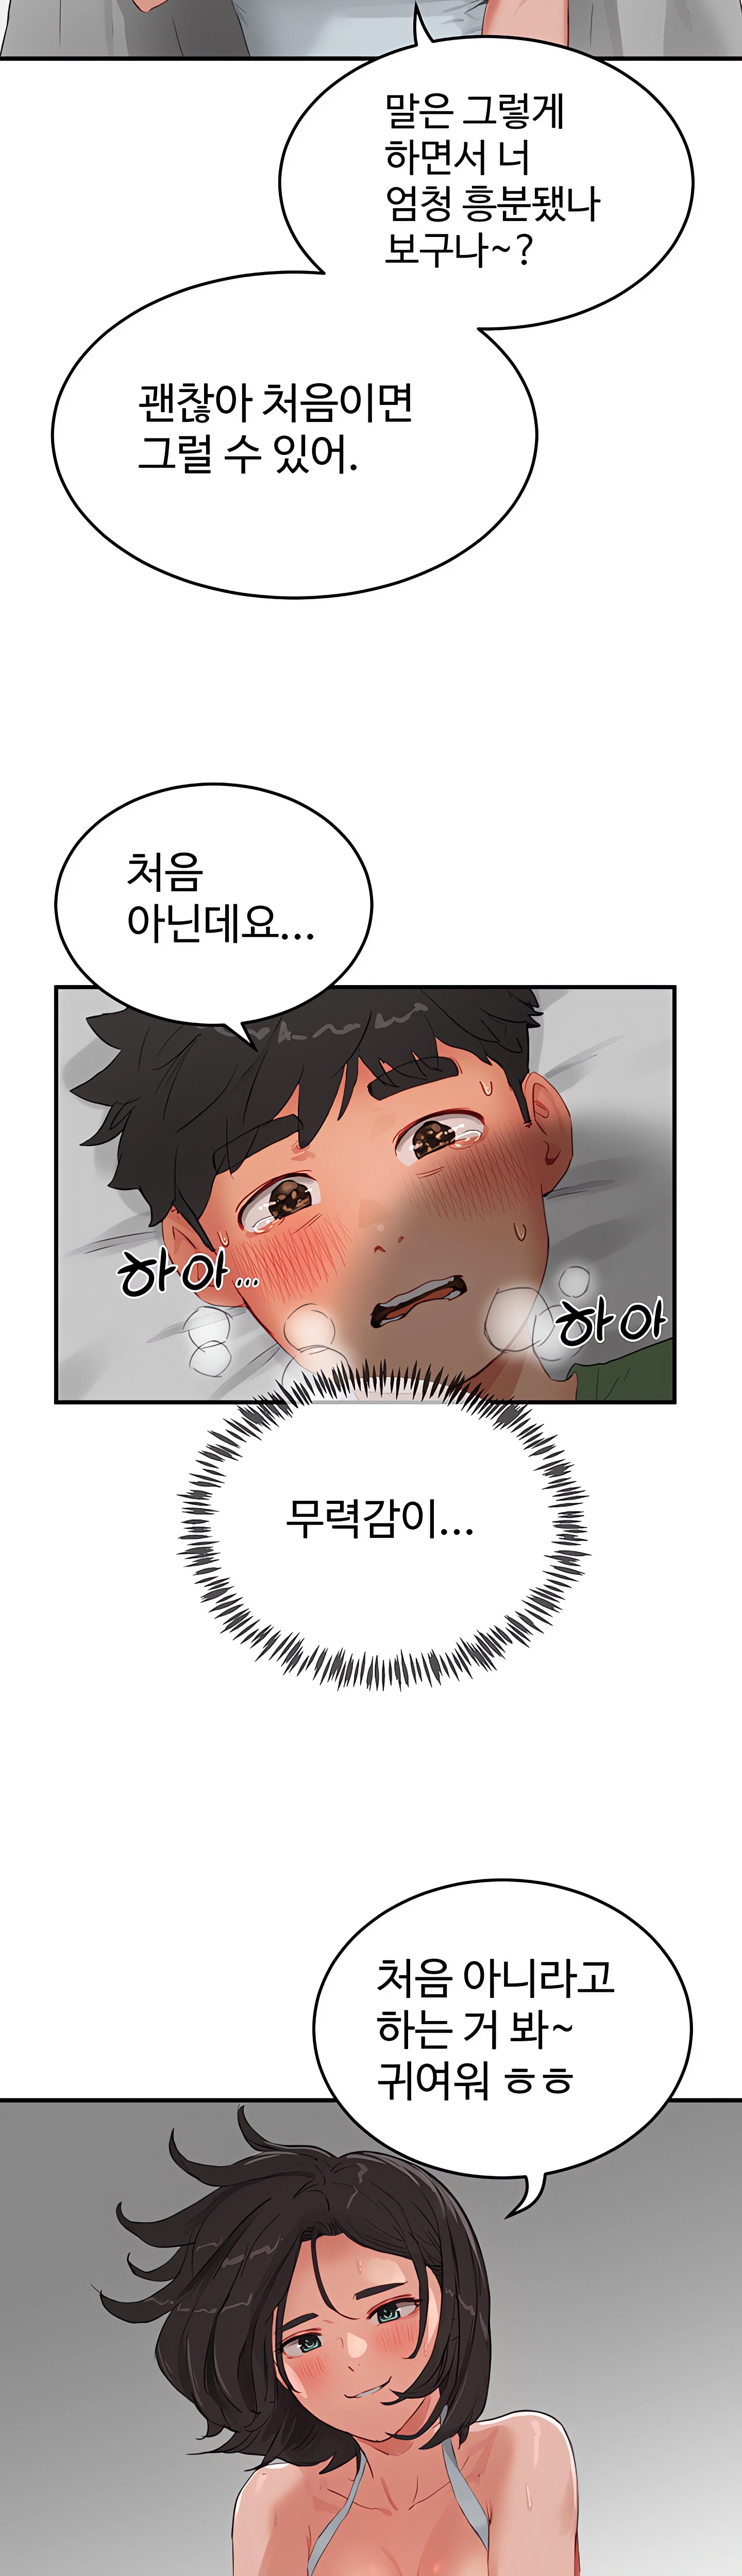 말은 그렇게
하면서 너
엄청 흥분됐나
보구나~?
괜찮아 처음이면
그럴 수 있어.
처음
아닌데요...
하아...
하아
무력감이...
처음 아니라고
하는 거 봐~
귀여워 ㅎㅎ